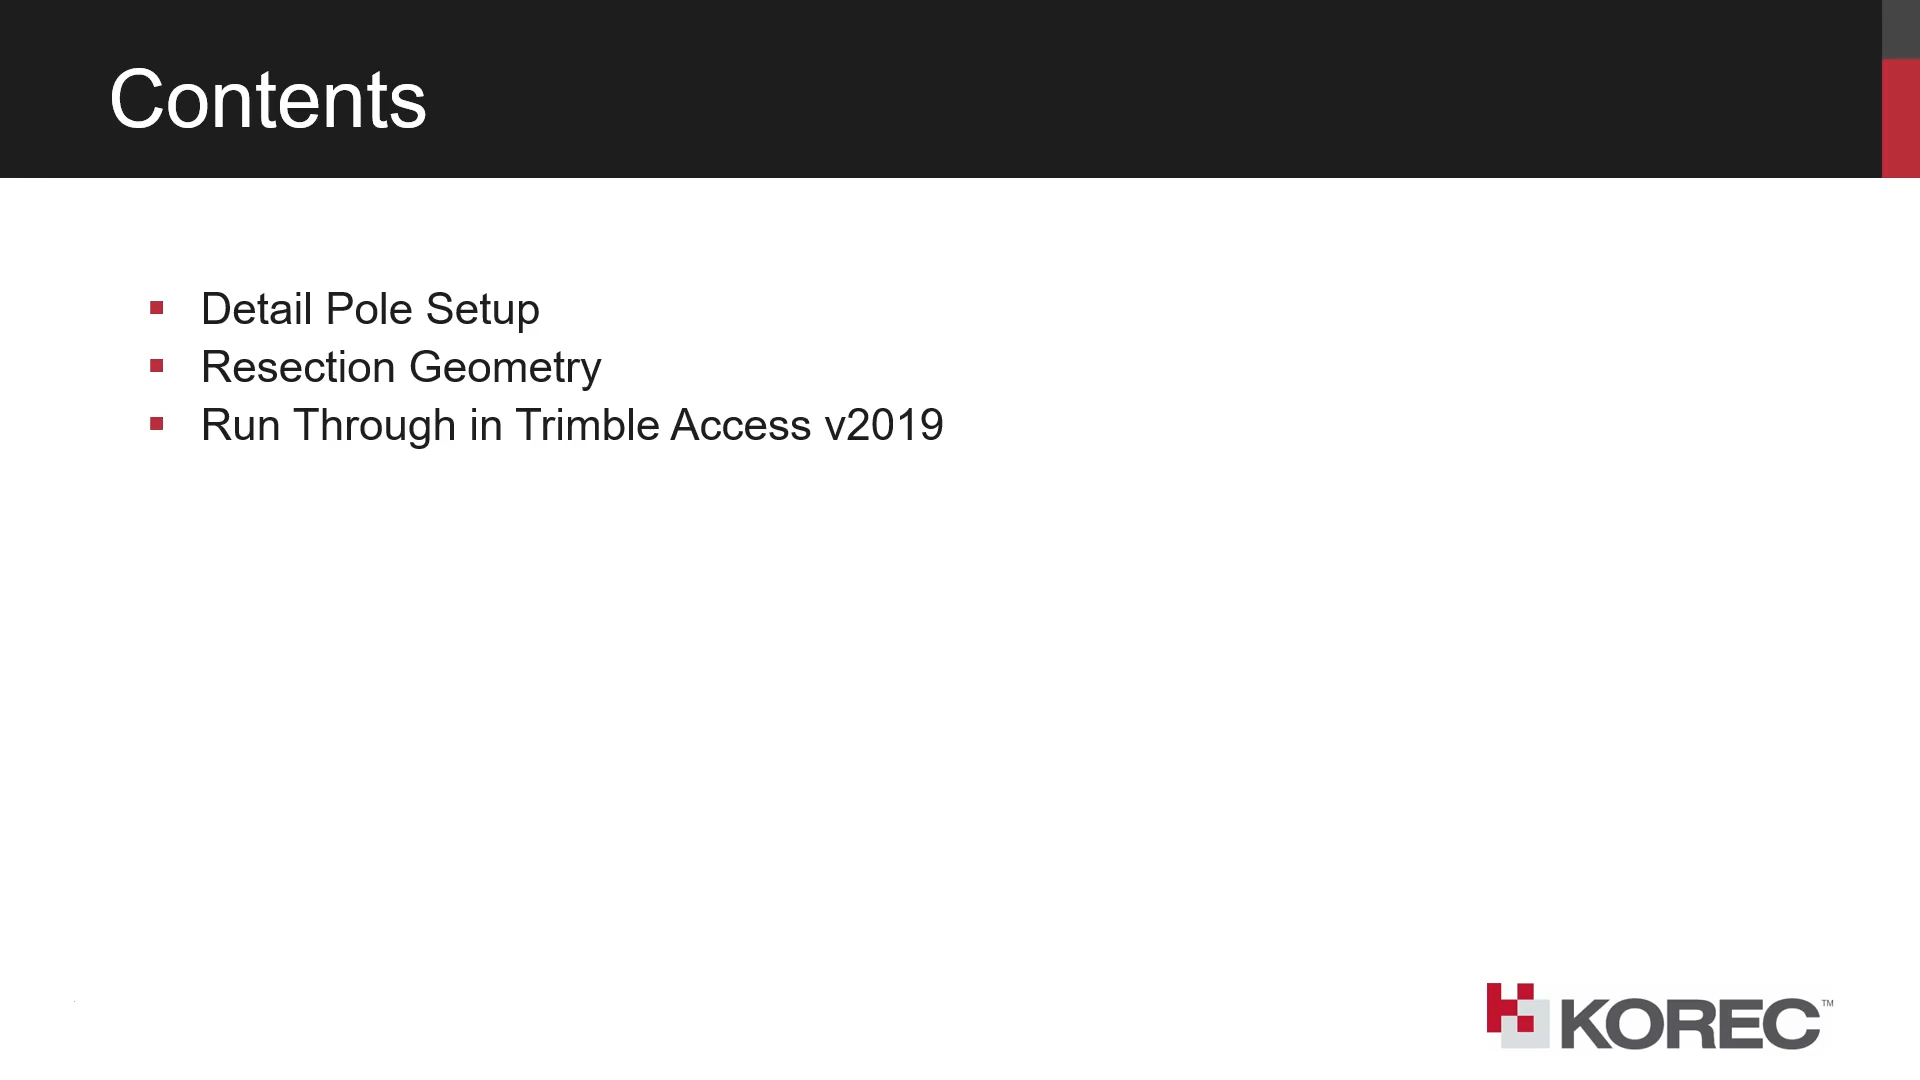 Contents
Detail Pole Setup
Resection Geometry
Run Through in Trimble Access v2019
KOREC™